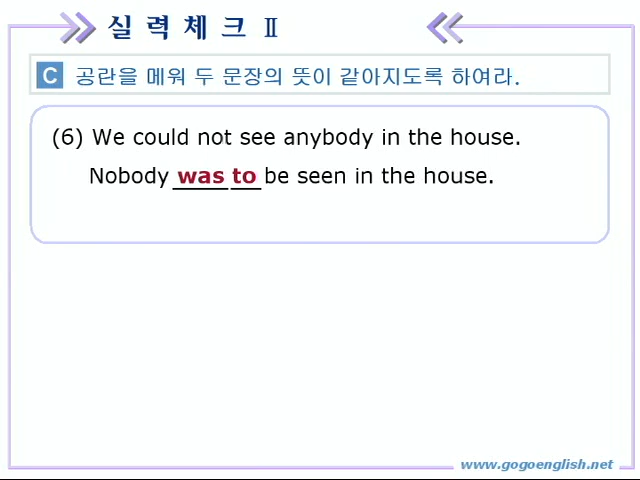 실 력 체 크 Ⅱ
C 공란을 메워 두 문장의 뜻이 같아지도록 하여라.
(6) We could not see anybody in the house.
Nobody was to be seen in the house.
www.gogoenglish.net